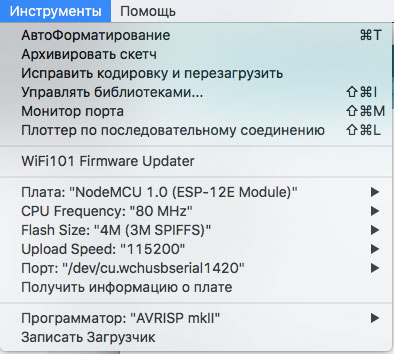 Инструменты Помощь
АвтоФорматирование ⌘T
Архивировать скетч
Исправить кодировку и перезагрузить
Управлять библиотеками... ⇧⌘I
Монитор порта ⇧⌘M
Плоттер по последовательному соединению ⇧⌘L
WiFi101 Firmware Updater
Плата: "NodeMCU 1.0 (ESP-12E Module)" ▶
CPU Frequency: "80 MHz" ▶
Flash Size: "4M (3M SPIFFS)" ▶
Upload Speed: "115200" ▶
Порт: "/dev/cu.wchusbserial1420" ▶
Получить информацию о плате
Программатор: "AVRISP mkII" ▶
Записать Загрузчик